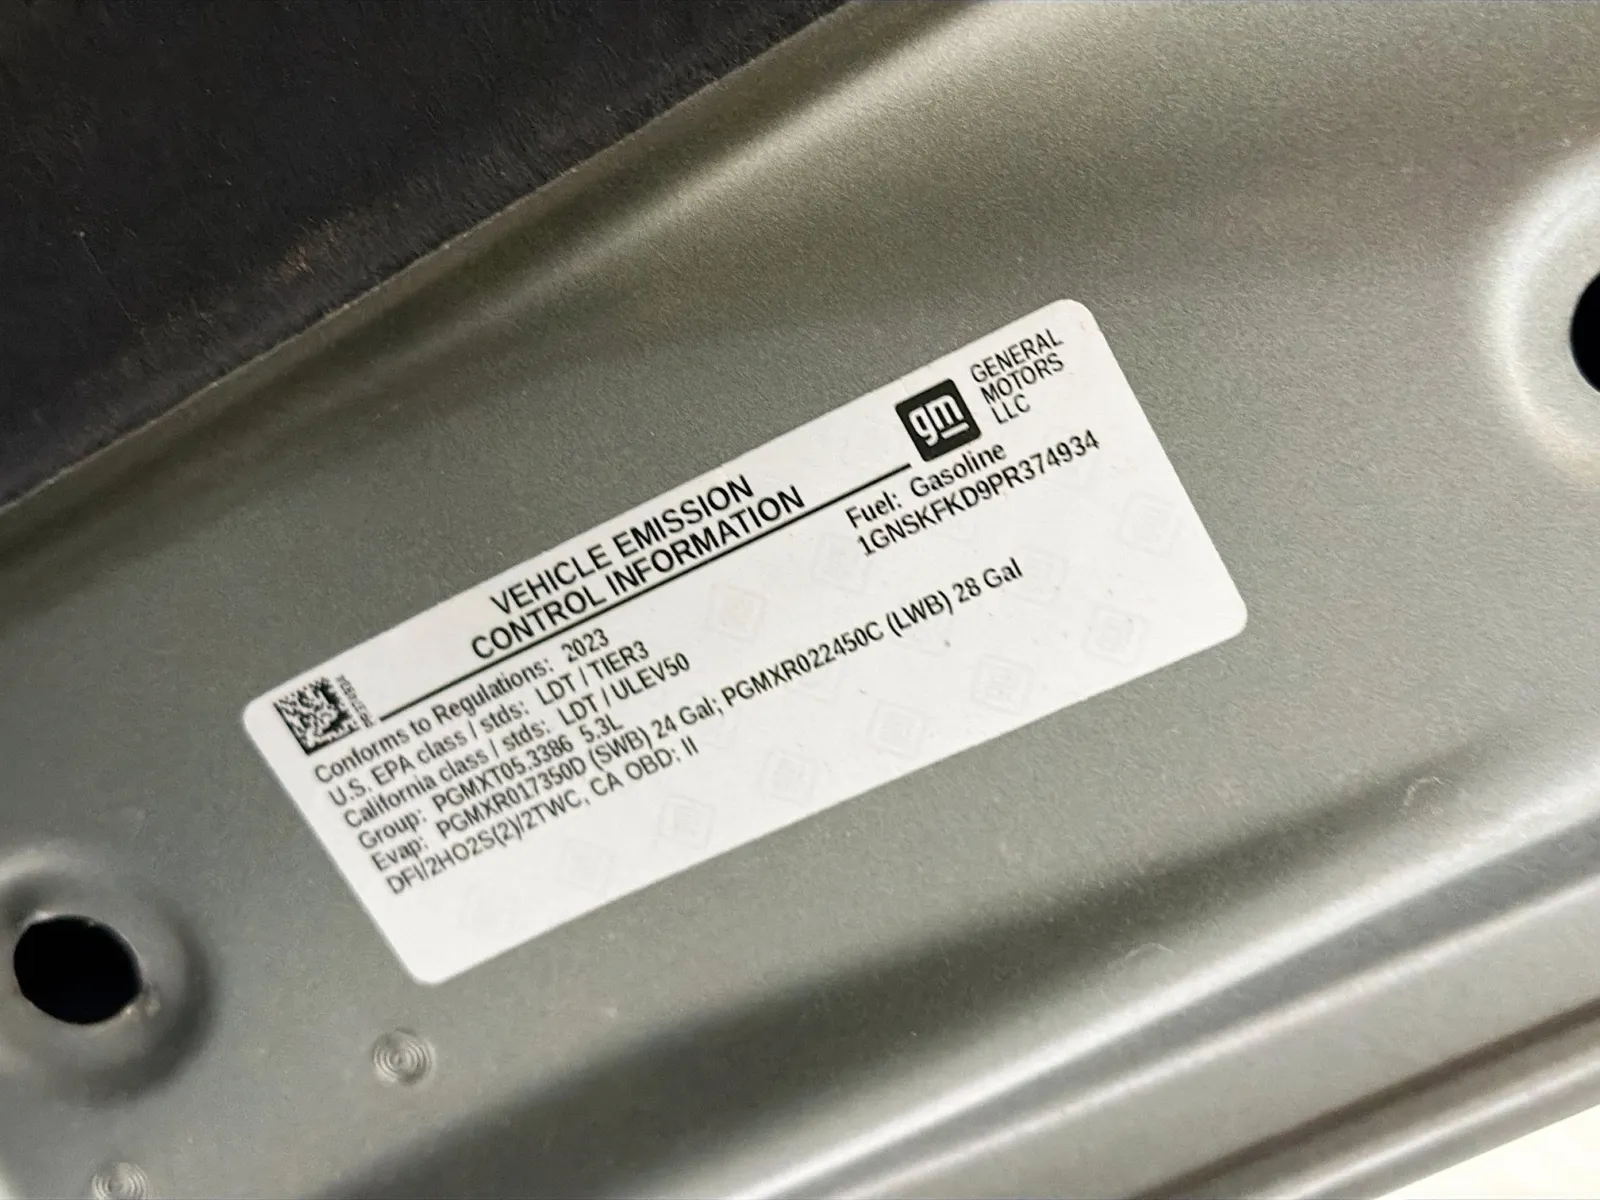 gm
GENERAL
MOTORS
LLC
VEHICLE EMISSION
CONTROL INFORMATION
Fuel: Gasoline
1GNSKFKD9PR374934
Conforms to Regulations: 2023
U.S. EPA class / stds: LDT / TIER3
California class / stds: LDT / ULEV50
Group: PGMXT05.3386 5.3L
Evap: PGMXR017350D (SWB) 24 Gal; PGMXR022450C (LWB) 28 Gal
DFI/2HO2S(2)/2TWC, CA OBD: II